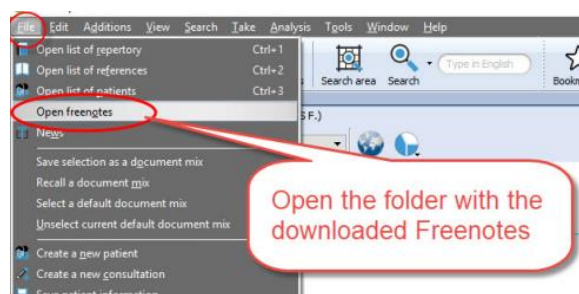 File Edit Additions View Search Take Analysis Tools Window Help
Open list of repertory Ctrl+1
Open list of references Ctrl+2
Open list of patients Ctrl+3
Open freenotes
News
Save selection as a document mix
Recall a document mix
Select a default document mix
Unselect current default document mix
Create a new patient
Create a new consultation
Save patient information
Search area Search Type in English Bookm
S F.)
Open the folder with the
downloaded Freenotes